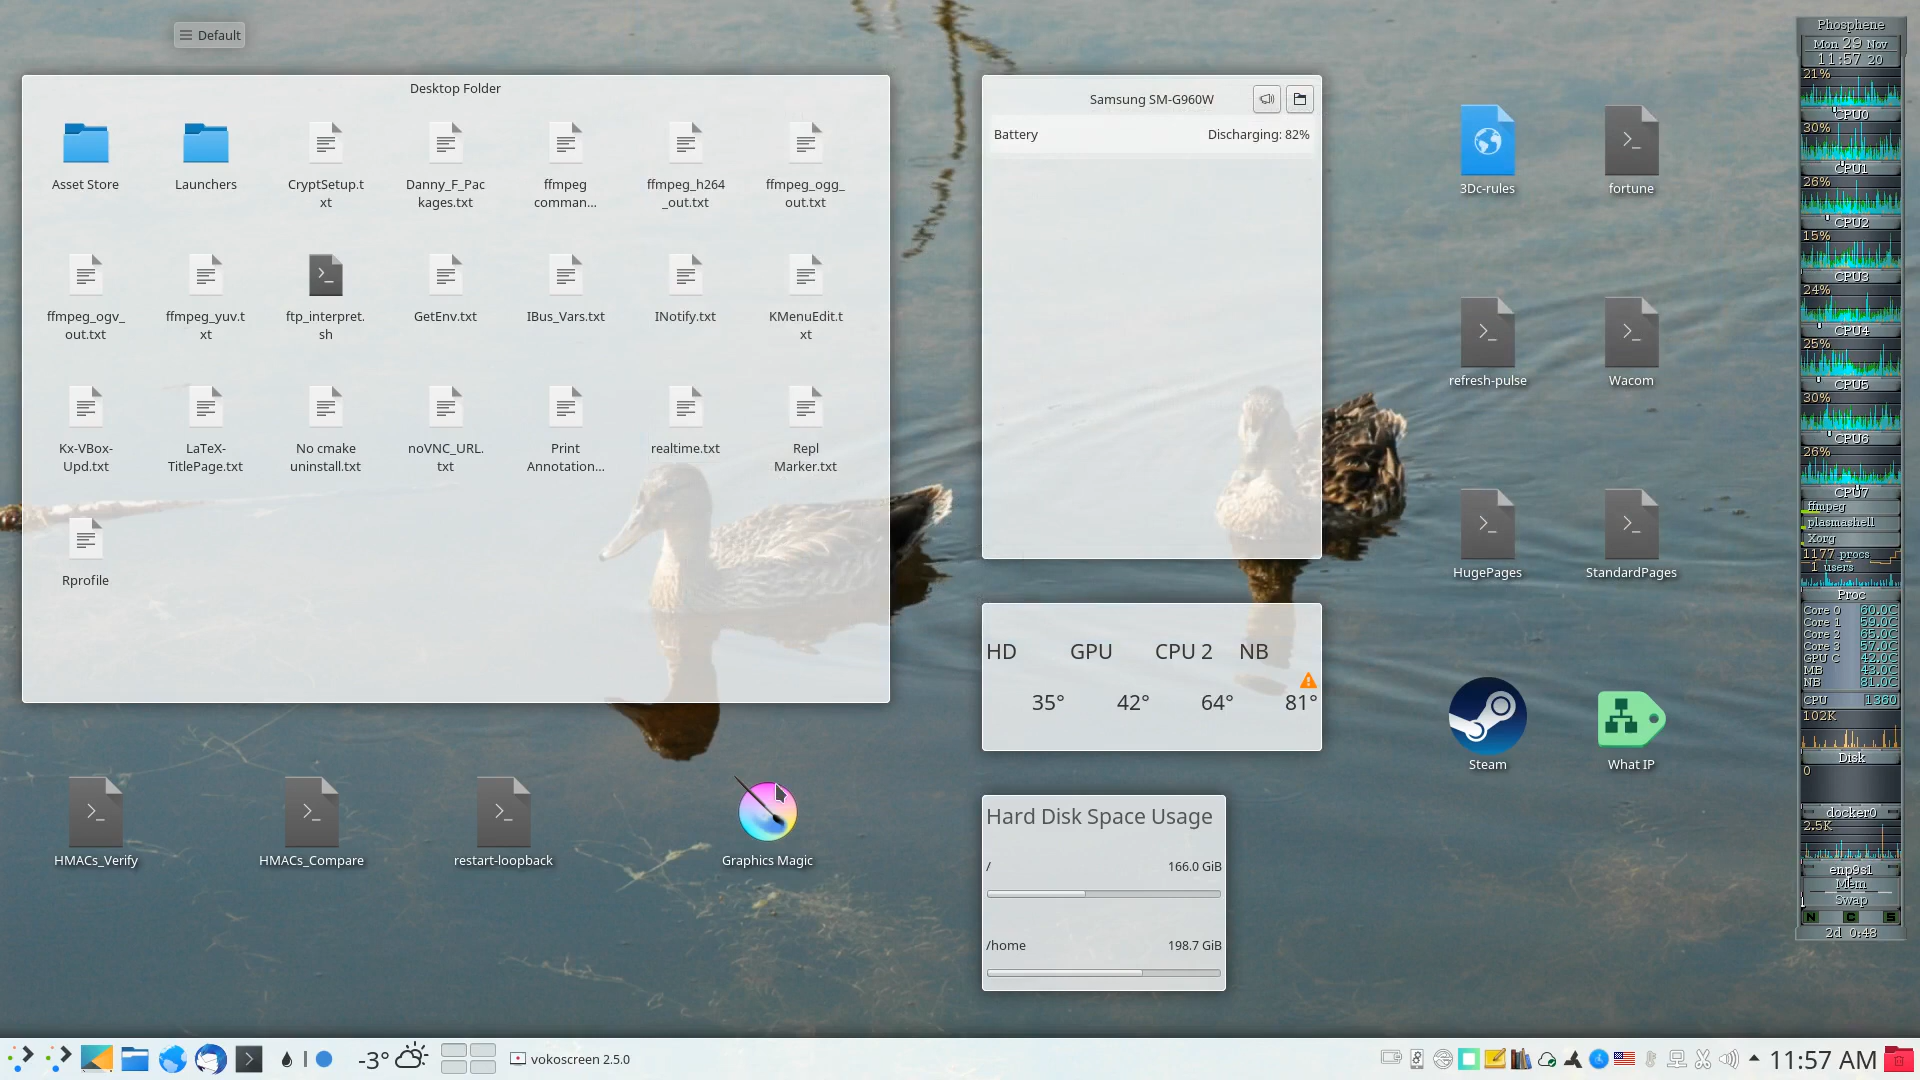 Default
Desktop Folder
Asset Store
Launchers
CryptSetup.t
xt
Danny_F_Pac
kages.txt
ffmpeg
comman...
ffmpeg_h264
_out.txt
ffmpeg_ogg_
out.txt
ffmpeg_ogv_
out.txt
ffmpeg_yuv.t
xt
ftp_interpret.
sh
GetEnv.txt
IBus_Vars.txt
INotify.txt
KMenuEdit.t
xt
Kx-VBox-
Upd.txt
LaTeX-
TitlePage.txt
No cmake
uninstall.txt
noVNC_URL.
txt
Print
Annotation...
realtime.txt
Repl
Marker.txt
Rprofile
Samsung SM-G960W
Battery Discharging: 82%
HD GPU CPU 2 NB
35° 42° 64° 81°
Hard Disk Space Usage
/ 166.0 GiB
/home 198.7 GiB
3Dc-rules
fortune
refresh-pulse
Wacom
HugePages
StandardPages
Steam
What IP
HMACs_Verify
HMACs_Compare
restart-loopback
Graphics Magic
Phosphene
Mon 29 Nov
11:57 20
21%
CPU0
30%
CPU1
26%
CPU2
15%
CPU3
24%
CPU4
25%
CPU5
30%
CPU6
26%
CPU7
ffmpeg
plasmashell
Xorg
1177 procs
1 users
Proc
Core 0 60.0C
Core 1 59.0C
Core 2 65.0C
Core 3 57.0C
GPU C 42.0C
MB 43.0C
NB 81.0C
CPU 1360
102K
Disk
0
docker0
2.5K
enp9s1
Mem
Swap
N C S
2d 0:48
-3°
vokoscreen 2.5.0
11:57 AM